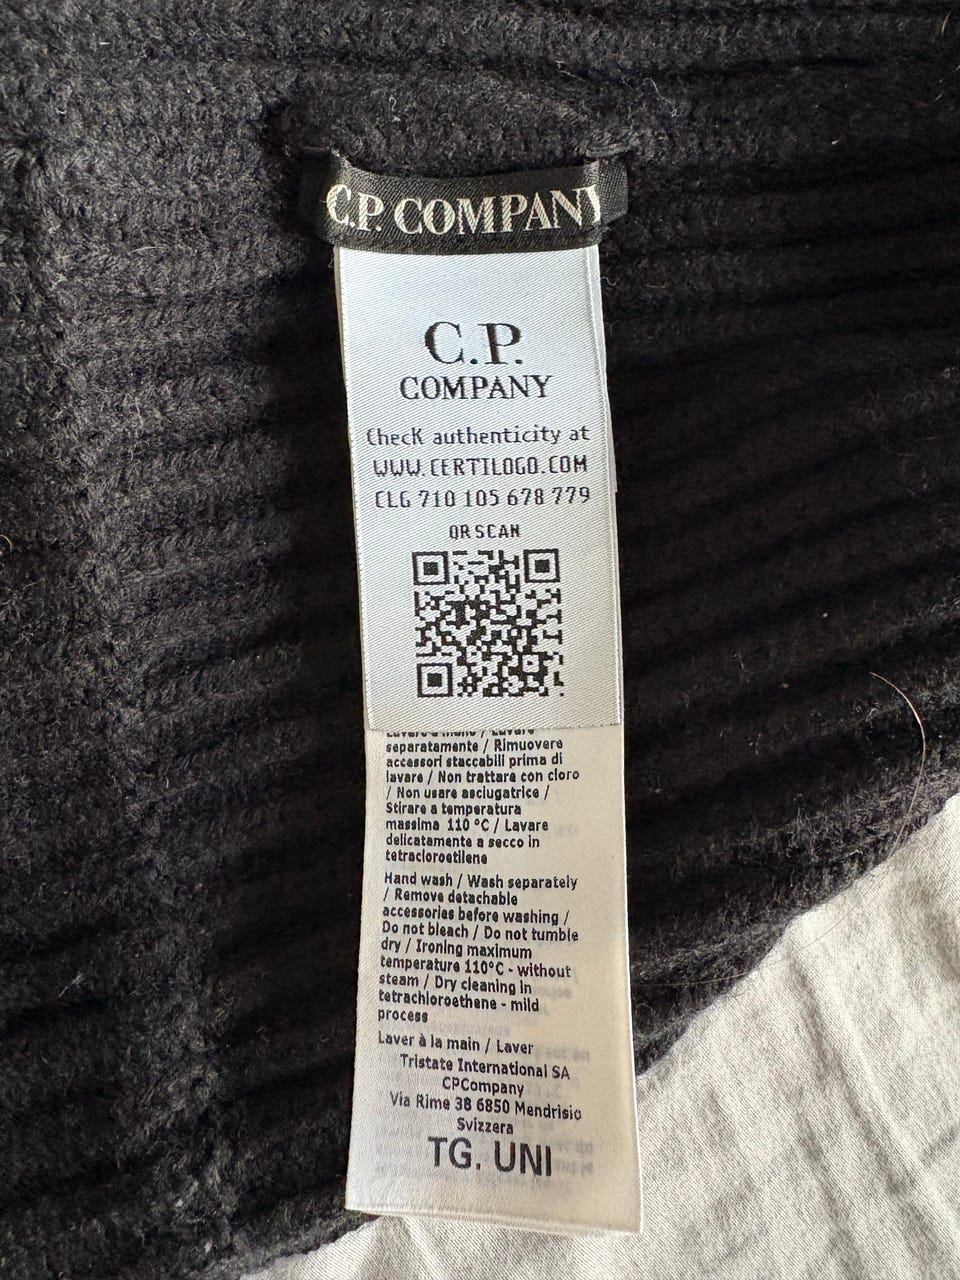 C.P. COMPANY
C.P.
COMPANY
ChecK authenticity at
WWW.CERTILOGO.COM
CLG 710 105 678 779
QR SCAN
Lavare a mano / Lavare
separatamente / Rimuovere
accessori staccabili prima di
lavare / Non trattare con cloro
/ Non usare asciugatrice /
Stirare a temperatura
massima 110 °C / Lavare
delicatamente a secco in
tetracloroetilene
Hand wash / Wash separately
/ Remove detachable
accessories before washing /
Do not bleach / Do not tumble
dry / Ironing maximum
temperature 110°C - without
steam / Dry cleaning in
tetrachloroethene - mild
process
Laver à la main / Laver
Tristate International SA
CPCompany
Via Rime 38 6850 Mendrisio
Svizzera
TG. UNI